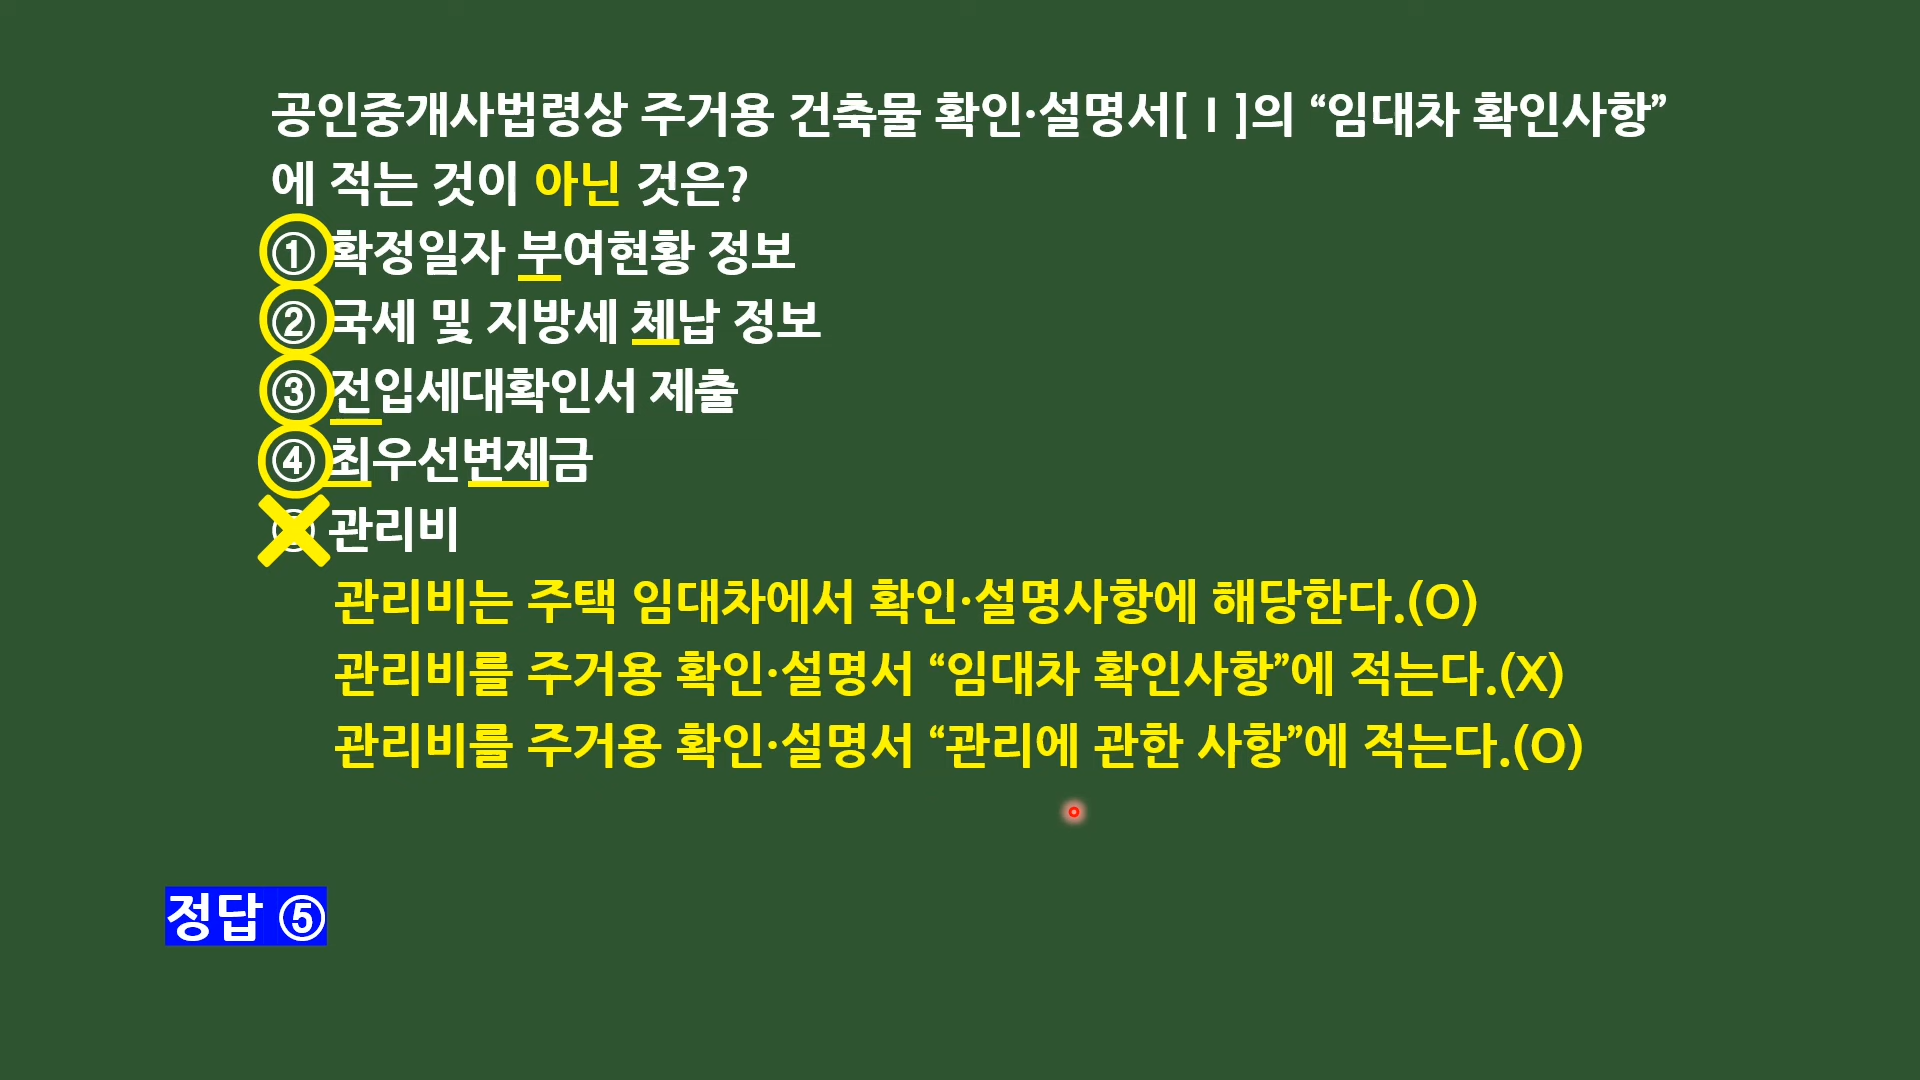 공인중개사법령상 주거용 건축물 확인·설명서[Ⅰ]의 “임대차 확인사항”
에 적는 것이 아닌 것은?
① 확정일자 부여현황 정보
② 국세 및 지방세 체납 정보
③ 전입세대확인서 제출
④ 최우선변제금
⑤ 관리비
관리비는 주택 임대차에서 확인·설명사항에 해당한다.(O)
관리비를 주거용 확인·설명서 “임대차 확인사항”에 적는다.(X)
관리비를 주거용 확인·설명서 “관리에 관한 사항”에 적는다.(O)
정답 ⑤